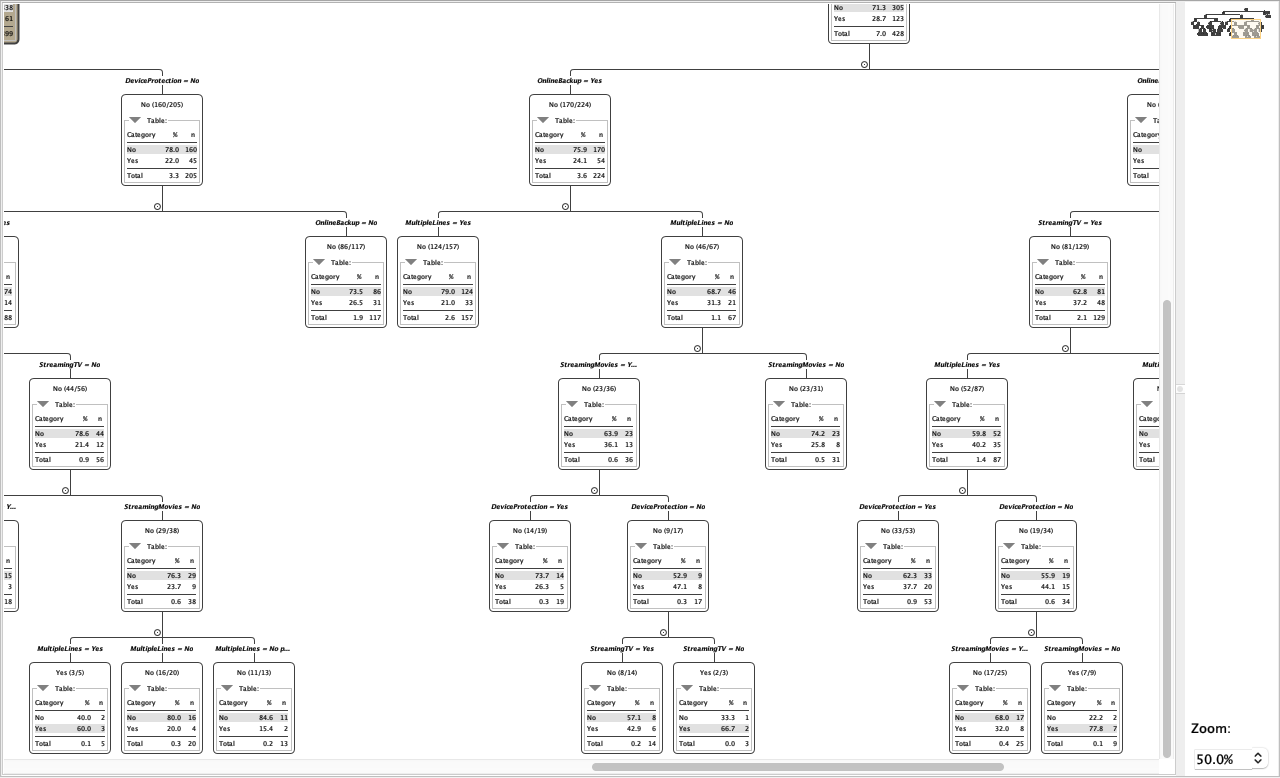 38
61
99
No 71.3 305
Yes 28.7 123
Total 7.0 428
DeviceProtection = No
No (160/205)
Table:
Category % n
No 78.0 160
Yes 22.0 45
Total 3.3 205
OnlineBackup = Yes
No (170/224)
Table:
Category % n
No 75.9 170
Yes 24.1 54
Total 3.6 224
Online
No (
Ta
Category
No
Yes
Total
es
n
74
14
88
OnlineBackup = No
No (86/117)
Table:
Category % n
No 73.5 86
Yes 26.5 31
Total 1.9 117
MultipleLines = Yes
No (124/157)
Table:
Category % n
No 79.0 124
Yes 21.0 33
Total 2.6 157
MultipleLines = No
No (46/67)
Table:
Category % n
No 68.7 46
Yes 31.3 21
Total 1.1 67
StreamingTV = Yes
No (81/129)
Table:
Category % n
No 62.8 81
Yes 37.2 48
Total 2.1 129
StreamingTV = No
No (44/56)
Table:
Category % n
No 78.6 44
Yes 21.4 12
Total 0.9 56
StreamingMovies = Y...
No (23/36)
Table:
Category % n
No 63.9 23
Yes 36.1 13
Total 0.6 36
StreamingMovies = No
No (23/31)
Table:
Category % n
No 74.2 23
Yes 25.8 8
Total 0.5 31
MultipleLines = Yes
No (52/87)
Table:
Category % n
No 59.8 52
Yes 40.2 35
Total 1.4 87
Multi
Category
No
Yes
Total
Y...
n
15
3
18
StreamingMovies = No
No (29/38)
Table:
Category % n
No 76.3 29
Yes 23.7 9
Total 0.6 38
DeviceProtection = Yes
No (14/19)
Table:
Category % n
No 73.7 14
Yes 26.3 5
Total 0.3 19
DeviceProtection = No
No (9/17)
Table:
Category % n
No 52.9 9
Yes 47.1 8
Total 0.3 17
DeviceProtection = Yes
No (33/53)
Table:
Category % n
No 62.3 33
Yes 37.7 20
Total 0.9 53
DeviceProtection = No
No (19/34)
Table:
Category % n
No 55.9 19
Yes 44.1 15
Total 0.6 34
MultipleLines = Yes
Yes (3/5)
Table:
Category % n
No 40.0 2
Yes 60.0 3
Total 0.1 5
MultipleLines = No
No (16/20)
Table:
Category % n
No 80.0 16
Yes 20.0 4
Total 0.3 20
MultipleLines = No p...
No (11/13)
Table:
Category % n
No 84.6 11
Yes 15.4 2
Total 0.2 13
StreamingTV = Yes
No (8/14)
Table:
Category % n
No 57.1 8
Yes 42.9 6
Total 0.2 14
StreamingTV = No
Yes (2/3)
Table:
Category % n
No 33.3 1
Yes 66.7 2
Total 0.0 3
StreamingMovies = Y...
No (17/25)
Table:
Category % n
No 68.0 17
Yes 32.0 8
Total 0.4 25
StreamingMovies = No
Yes (7/9)
Table:
Category % n
No 22.2 2
Yes 77.8 7
Total 0.1 9
Zoom:
50.0%